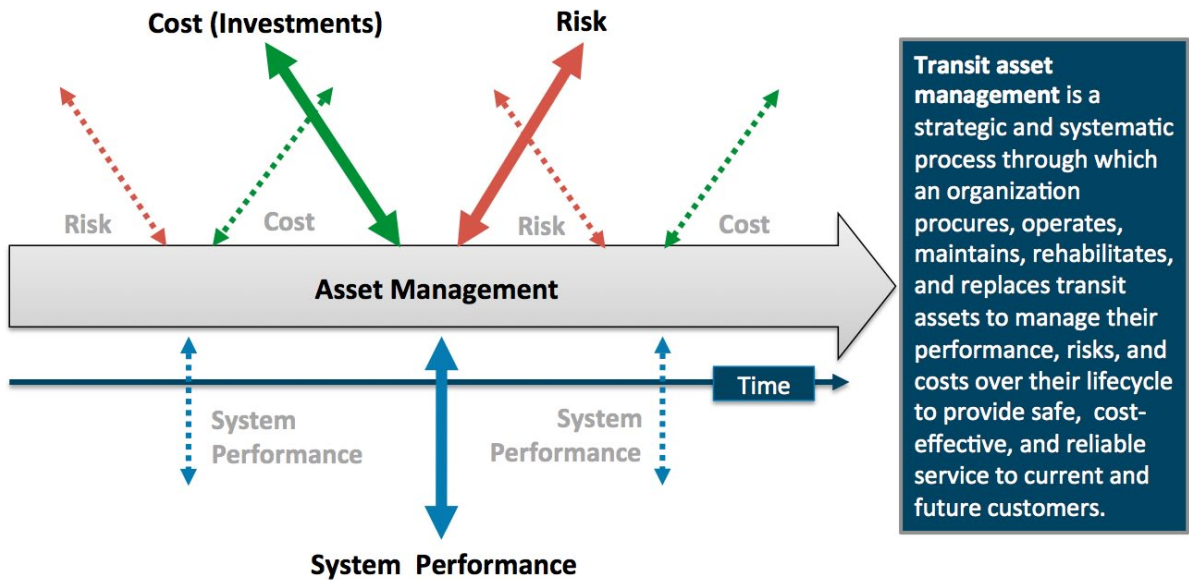 Cost (Investments)
Risk
Risk
Cost
Risk
Cost
Asset Management
Time
System
Performance
System
Performance
System  Performance
Transit asset
management is a
strategic and systematic
process through which
an organization
procures, operates,
maintains, rehabilitates,
and replaces transit
assets to manage their
performance, risks, and
costs over their lifecycle
to provide safe,  cost-
effective, and reliable
service to current and
future customers.